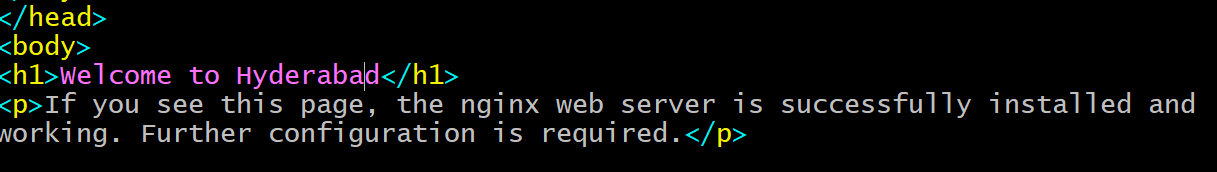 </head>
<body>
<h1>Welcome to Hyderabad</h1>
<p>If you see this page, the nginx web server is successfully installed and
working. Further configuration is required.</p>